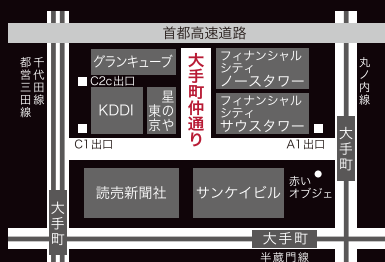 首都高速道路
千代田線
都営三田線
グランキューブ
C2c出口
KDDI
星のや
東京
C1出口
大手町仲通り
フィナンシャル
シティ
ノースタワー
フィナンシャル
シティ
サウスタワー
A1出口
丸ノ内線
大手町
読売新聞社
サンケイビル
赤い
オブジェ
大手町
大手町
半蔵門線